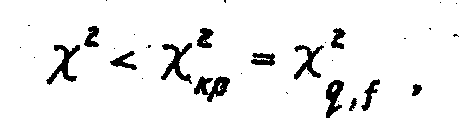 χ² < χ²кр = χ²q,f ,